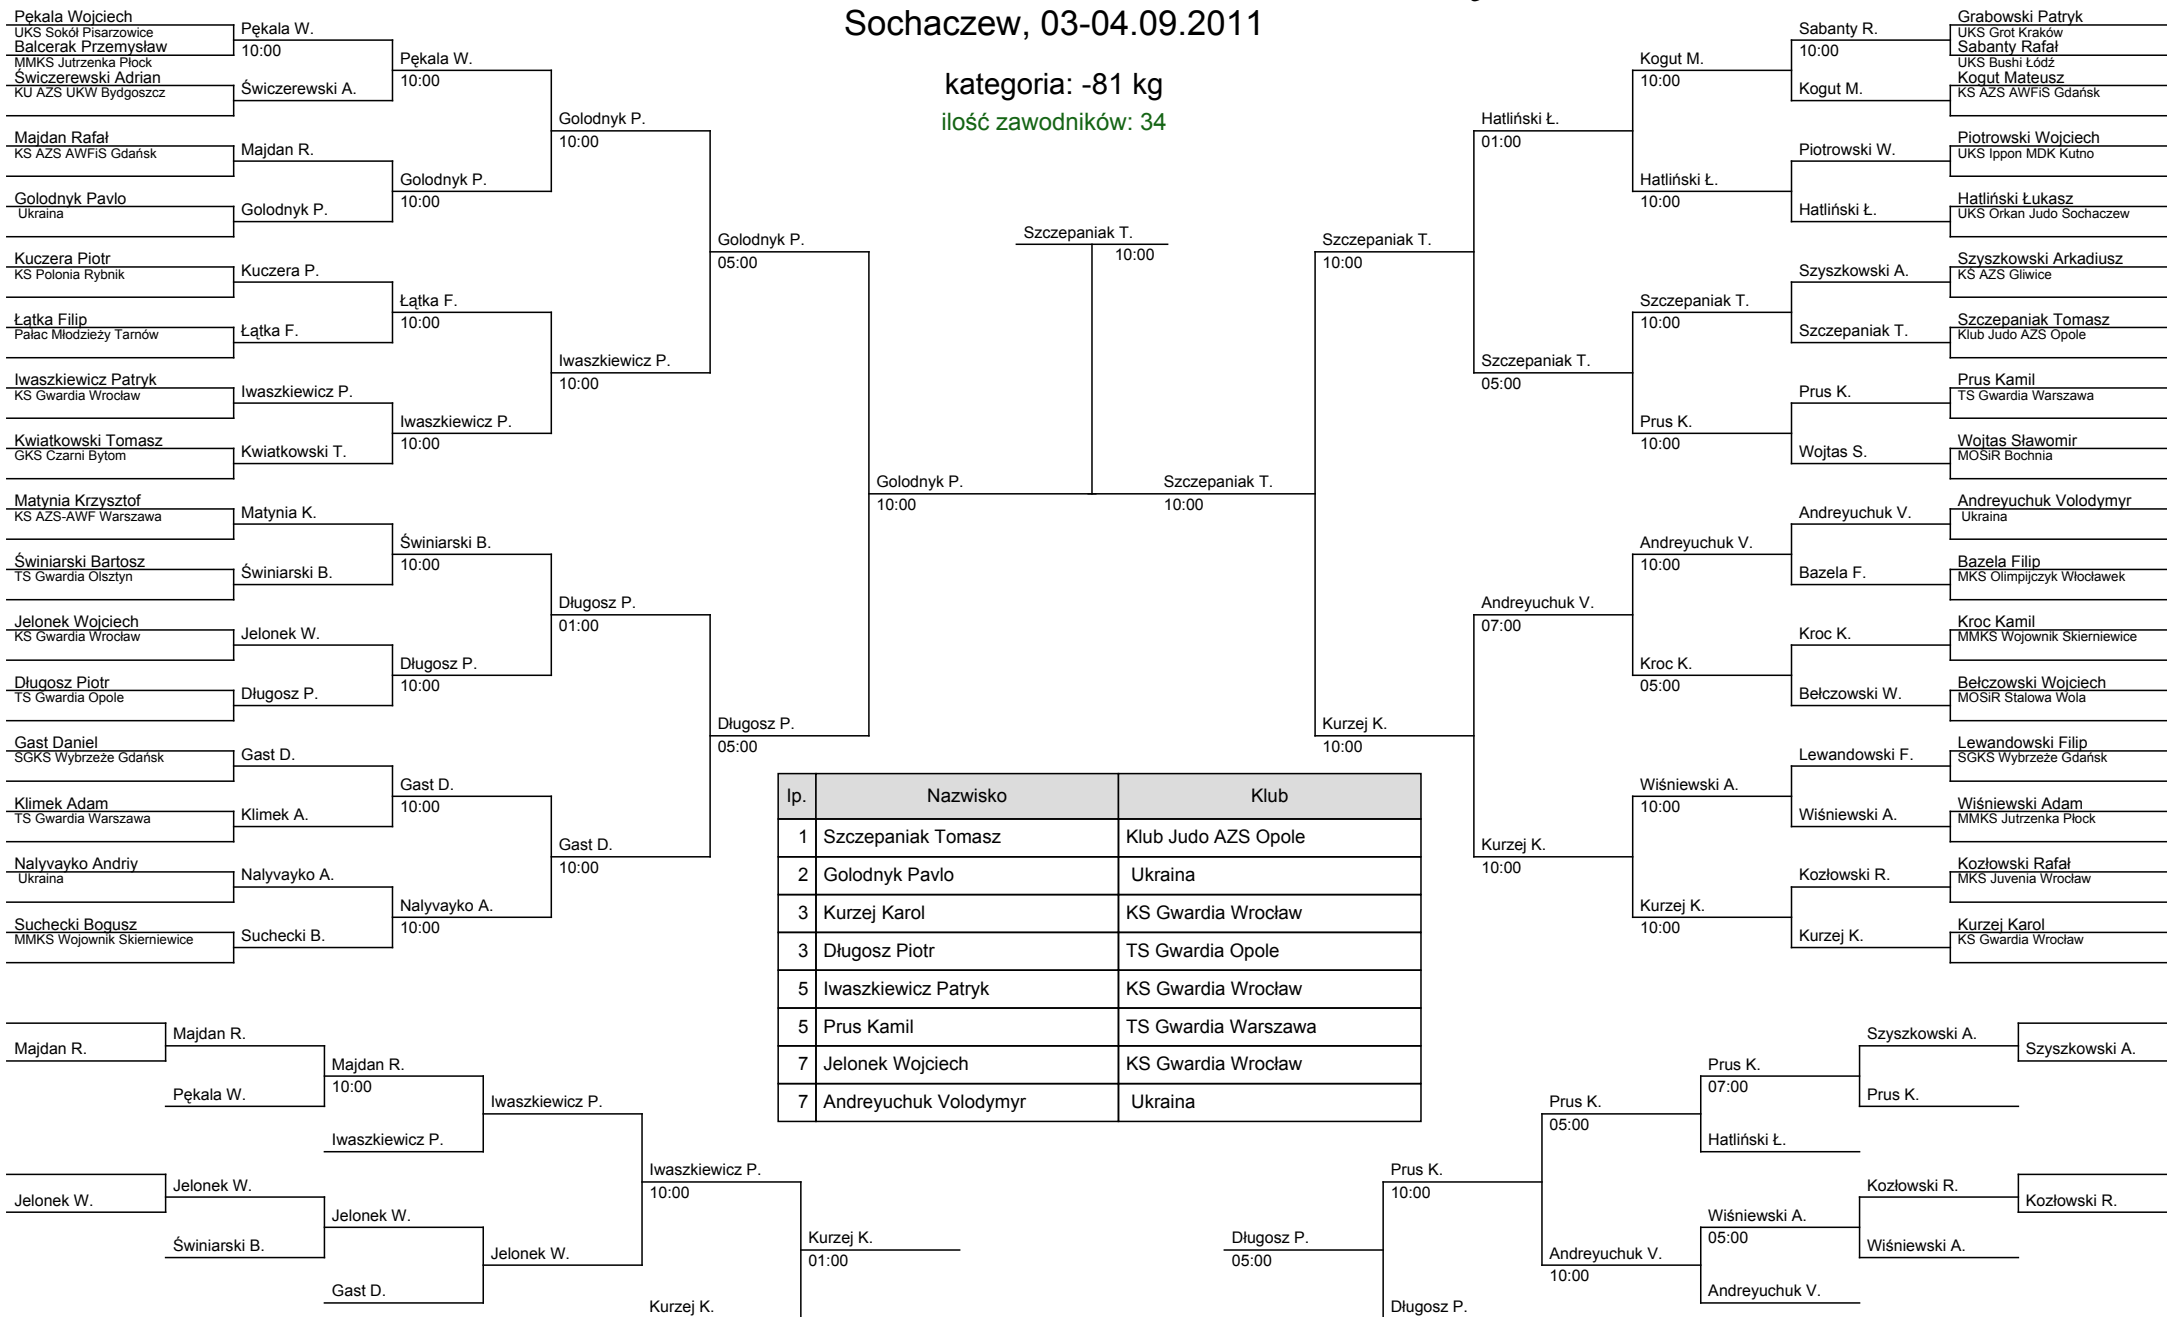 Sochaczew, 03-04.09.2011
kategoria: -81 kg
ilość zawodników: 34
Pękala Wojciech
UKS Sokół Pisarzowice
Balcerak Przemysław
MMKS Jutrzenka Płock
Świczerewski Adrian
KU AZS UKW Bydgoszcz
Majdan Rafał
KS AZS AWFiS Gdańsk
Golodnyk Pavlo
Ukraina
Kuczera Piotr
KS Polonia Rybnik
Łątka Filip
Pałac Młodzieży Tarnów
Iwaszkiewicz Patryk
KS Gwardia Wrocław
Kwiatkowski Tomasz
GKS Czarni Bytom
Matynia Krzysztof
KS AZS-AWF Warszawa
Świniarski Bartosz
TS Gwardia Olsztyn
Jelonek Wojciech
KS Gwardia Wrocław
Długosz Piotr
TS Gwardia Opole
Gast Daniel
SGKS Wybrzeże Gdańsk
Klimek Adam
TS Gwardia Warszawa
Nalyvayko Andriy
Ukraina
Suchecki Bogusz
MMKS Wojownik Skierniewice
Pękala W.
10:00
Świczerewski A.
Majdan R.
Golodnyk P.
Kuczera P.
Łątka F.
Iwaszkiewicz P.
Kwiatkowski T.
Matynia K.
Świniarski B.
Jelonek W.
Długosz P.
Gast D.
Klimek A.
Nalyvayko A.
Suchecki B.
Pękala W.
10:00
Golodnyk P.
10:00
Łątka F.
10:00
Iwaszkiewicz P.
10:00
Świniarski B.
10:00
Długosz P.
10:00
Gast D.
10:00
Nalyvayko A.
10:00
Golodnyk P.
10:00
Iwaszkiewicz P.
10:00
Długosz P.
01:00
Gast D.
10:00
Golodnyk P.
05:00
Długosz P.
05:00
Golodnyk P.
10:00
Szczepaniak T.
10:00
Szczepaniak T.
10:00
Szczepaniak T.
10:00
Kurzej K.
10:00
Hatliński Ł.
01:00
Szczepaniak T.
05:00
Andreyuchuk V.
07:00
Kurzej K.
10:00
Kogut M.
10:00
Hatliński Ł.
10:00
Szczepaniak T.
10:00
Prus K.
10:00
Andreyuchuk V.
10:00
Kroc K.
05:00
Wiśniewski A.
10:00
Kurzej K.
10:00
Sabanty R.
10:00
Kogut M.
Piotrowski W.
Hatliński Ł.
Szyszkowski A.
Szczepaniak T.
Prus K.
Wojtas S.
Andreyuchuk V.
Bazela F.
Kroc K.
Bełczowski W.
Lewandowski F.
Wiśniewski A.
Kozłowski R.
Kurzej K.
Grabowski Patryk
UKS Grot Kraków
Sabanty Rafał
UKS Bushi Łódź
Kogut Mateusz
KS AZS AWFiS Gdańsk
Piotrowski Wojciech
UKS Ippon MDK Kutno
Hatliński Łukasz
UKS Orkan Judo Sochaczew
Szyszkowski Arkadiusz
KŚ AZS Gliwice
Szczepaniak Tomasz
Klub Judo AZS Opole
Prus Kamil
TS Gwardia Warszawa
Wojtas Sławomir
MOSiR Bochnia
Andreyuchuk Volodymyr
Ukraina
Bazela Filip
MKS Olimpijczyk Włocławek
Kroc Kamil
MMKS Wojownik Skierniewice
Bełczowski Wojciech
MOSiR Stalowa Wola
Lewandowski Filip
SGKS Wybrzeże Gdańsk
Wiśniewski Adam
MMKS Jutrzenka Płock
Kozłowski Rafał
MKS Juvenia Wrocław
Kurzej Karol
KS Gwardia Wrocław
lp. Nazwisko Klub
1 Szczepaniak Tomasz Klub Judo AZS Opole
2 Golodnyk Pavlo Ukraina
3 Kurzej Karol KS Gwardia Wrocław
3 Długosz Piotr TS Gwardia Opole
5 Iwaszkiewicz Patryk KS Gwardia Wrocław
5 Prus Kamil TS Gwardia Warszawa
7 Jelonek Wojciech KS Gwardia Wrocław
7 Andreyuchuk Volodymyr Ukraina
Majdan R.
Jelonek W.
Majdan R.
Pękala W.
Jelonek W.
Świniarski B.
Majdan R.
10:00
Iwaszkiewicz P.
Jelonek W.
Gast D.
Iwaszkiewicz P.
Jelonek W.
Iwaszkiewicz P.
10:00
Kurzej K.
Kurzej K.
01:00
Długosz P.
05:00
Prus K.
10:00
Długosz P.
Prus K.
05:00
Andreyuchuk V.
10:00
Prus K.
07:00
Hatliński Ł.
Wiśniewski A.
05:00
Andreyuchuk V.
Szyszkowski A.
Prus K.
Kozłowski R.
Wiśniewski A.
Szyszkowski A.
Kozłowski R.